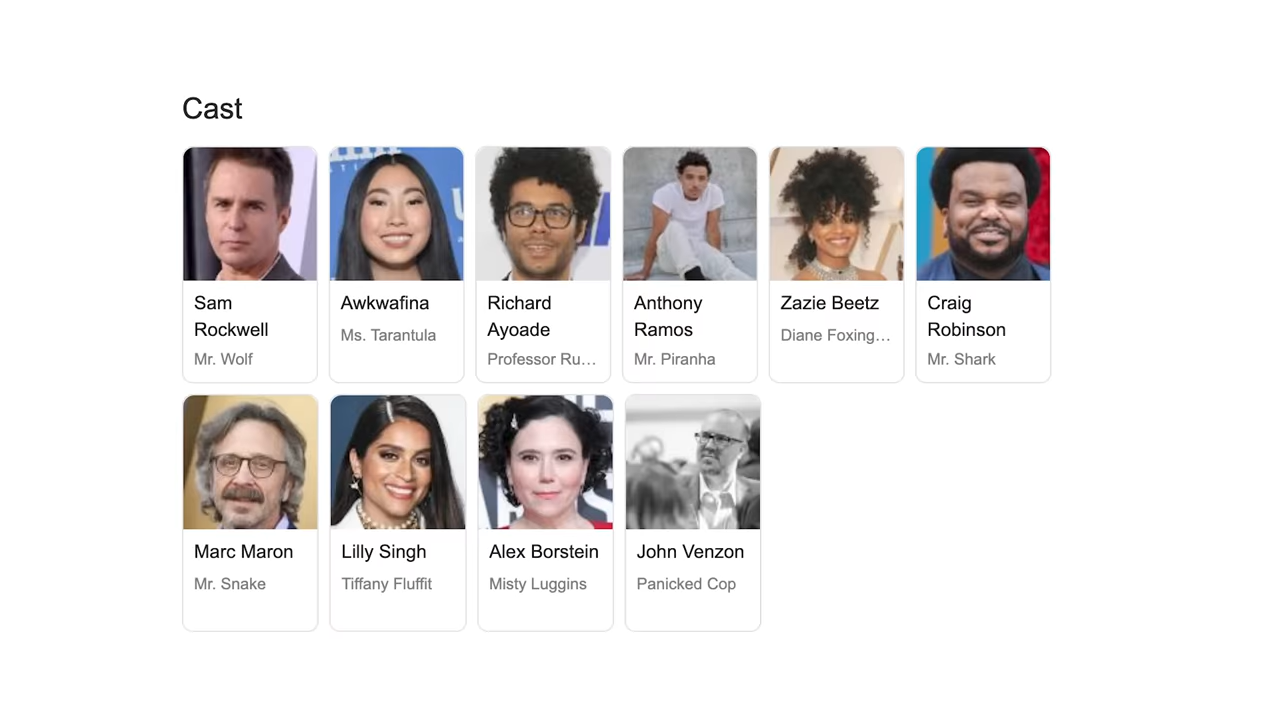 Cast
Sam
Rockwell
Mr. Wolf
Awkwafina
Ms. Tarantula
Richard
Ayoade
Professor Ru…
Anthony
Ramos
Mr. Piranha
Zazie Beetz
Diane Foxing…
Craig
Robinson
Mr. Shark
Marc Maron
Mr. Snake
Lilly Singh
Tiffany Fluffit
Alex Borstein
Misty Luggins
John Venzon
Panicked Cop